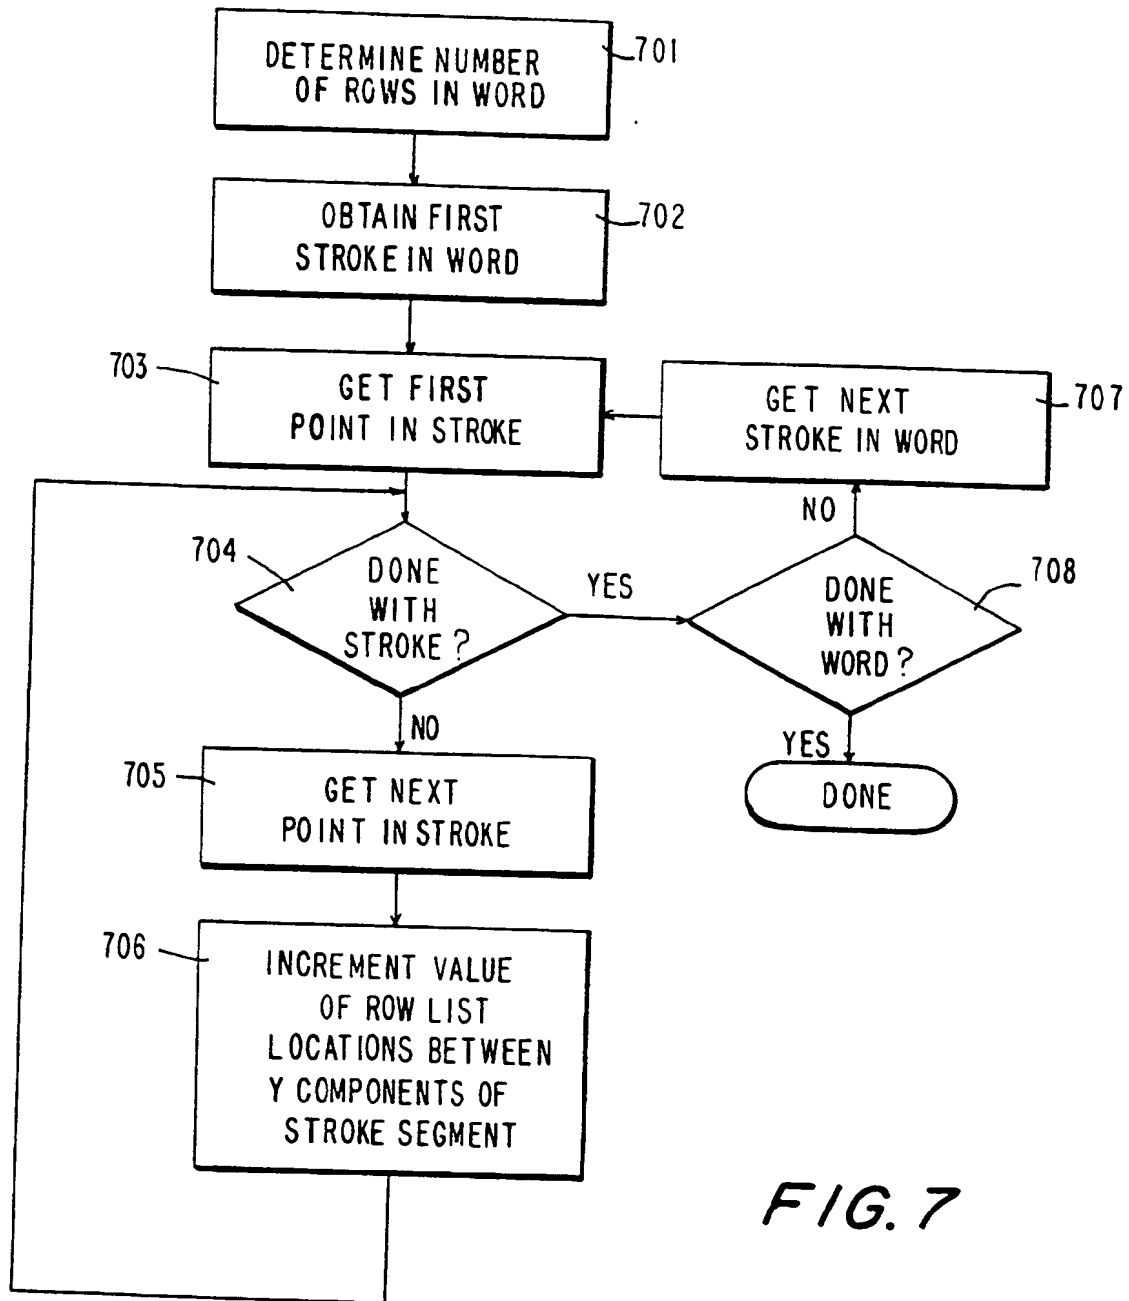 DETERMINE NUMBER
OF ROWS IN WORD
701
OBTAIN FIRST
STROKE IN WORD
702
703
GET FIRST
POINT IN STROKE
GET NEXT
STROKE IN WORD
707
NO
704
DONE
WITH
STROKE?
YES
DONE
WITH
WORD?
708
NO
YES
DONE
705
GET NEXT
POINT IN STROKE
706
INCREMENT VALUE
OF ROW LIST
LOCATIONS BETWEEN
Y COMPONENTS OF
STROKE SEGMENT
FIG. 7